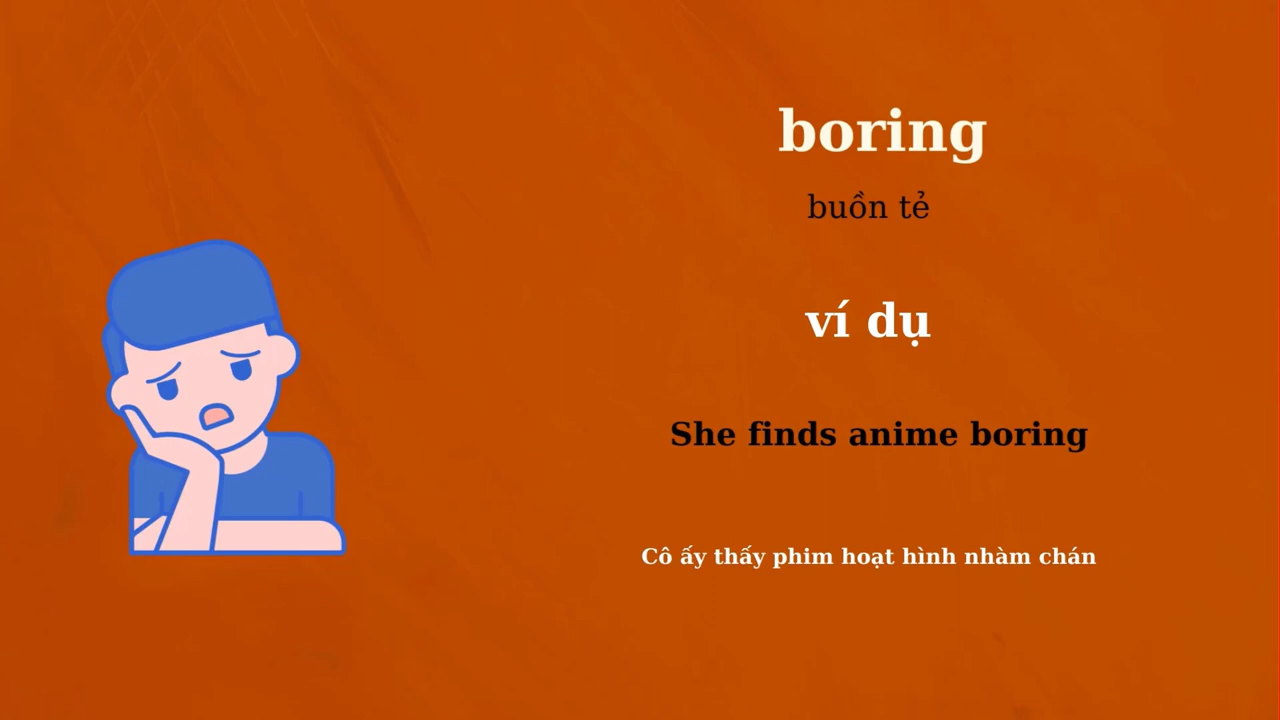 boring
buồn tẻ
ví dụ
She finds anime boring
Cô ấy thấy phim hoạt hình nhàm chán